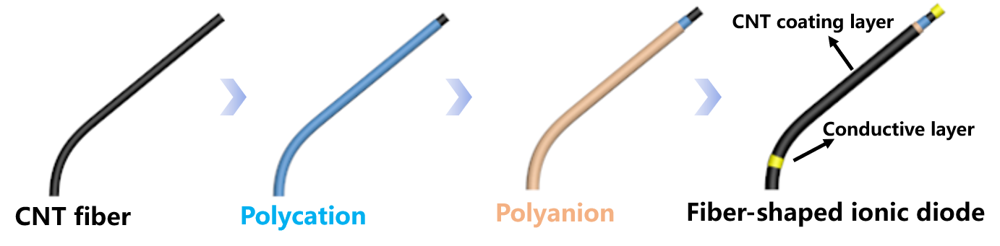 CNT coating layer
Conductive layer
CNT fiber
Polycation
Polyanion
Fiber-shaped ionic diode